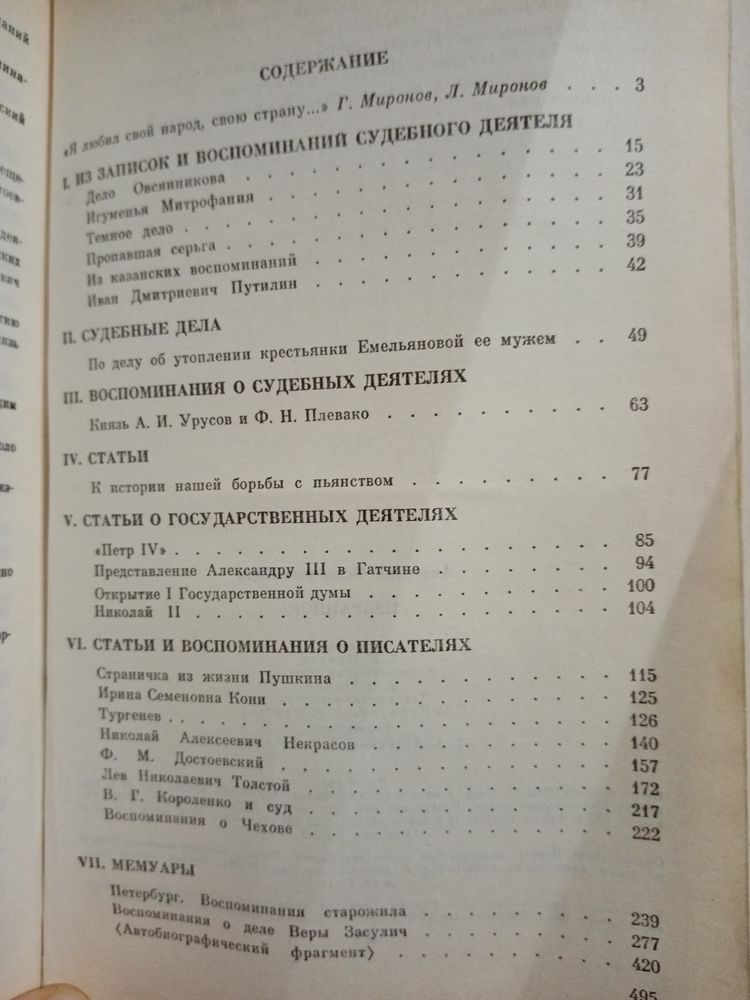 СОДЕРЖАНИЕ
«Я любил свой народ, свою страну...» Г. Миронов, Л. Миронов . . . 3
I. ИЗ ЗАПИСОК И ВОСПОМИНАНИЙ СУДЕБНОГО ДЕЯТЕЛЯ
Дело Овсянникова . . . . . . . . . . . . . . 15
Игуменья Митрофания . . . . . . . . . . . . . 23
Темное дело . . . . . . . . . . . . . . . . 31
Пропавшая серьга . . . . . . . . . . . . . . 35
Из казанских воспоминаний . . . . . . . . . . . 39
Иван Дмитриевич Путилин . . . . . . . . . . . 42
II. СУДЕБНЫЕ ДЕЛА
По делу об утоплении крестьянки Емельяновой ее мужем . . 49
III. ВОСПОМИНАНИЯ О СУДЕБНЫХ ДЕЯТЕЛЯХ
Князь А. И. Урусов и Ф. Н. Плевако . . . . . . . . . 63
IV. СТАТЬИ
К истории нашей борьбы с пьянством . . . . . . . . 77
V. СТАТЬИ О ГОСУДАРСТВЕННЫХ ДЕЯТЕЛЯХ
«Петр IV» . . . . . . . . . . . . . . . . . 85
Представление Александру III в Гатчине . . . . . . . 94
Открытие I Государственной думы . . . . . . . . . 100
Николай II . . . . . . . . . . . . . . . . 104
VI. СТАТЬИ И ВОСПОМИНАНИЯ О ПИСАТЕЛЯХ
Страничка из жизни Пушкина . . . . . . . . . . 115
Ирина Семеновна Кони . . . . . . . . . . . . . 125
Тургенев . . . . . . . . . . . . . . . . . 126
Николай Алексеевич Некрасов . . . . . . . . . . 140
Ф. М. Достоевский . . . . . . . . . . . . . 157
Лев Николаевич Толстой . . . . . . . . . . . . 172
В. Г. Короленко и суд . . . . . . . . . . . . 217
Воспоминания о Чехове . . . . . . . . . . . . 222
VII. МЕМУАРЫ
Петербург. Воспоминания старожила . . . . . . . . 239
Воспоминания о деле Веры Засулич . . . . . . . . 277
〈Автобиографический фрагмент〉 . . . . . . . . . 420
495